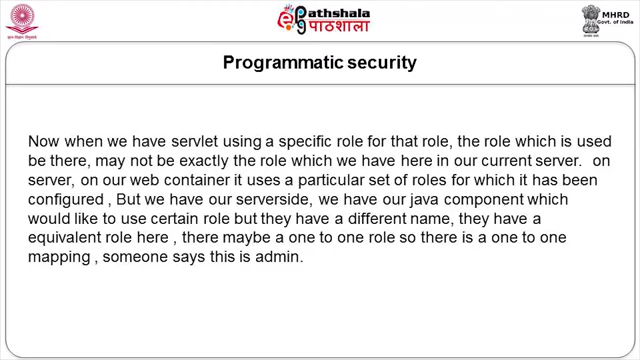 Pathshala
पाठशाला
MHRD
Govt. of India
Programmatic security
Now when we have servlet using a specific role for that role, the role which is used
be there, may not be exactly the role which we have here in our current server.  on
server, on our web container it uses a particular set of roles for which it has been
configured , But we have our serverside, we have our java component which
would like to use certain role but they have a different name, they have a
equivalent role here , there maybe a one to one role so there is a one to one
mapping , someone says this is admin.